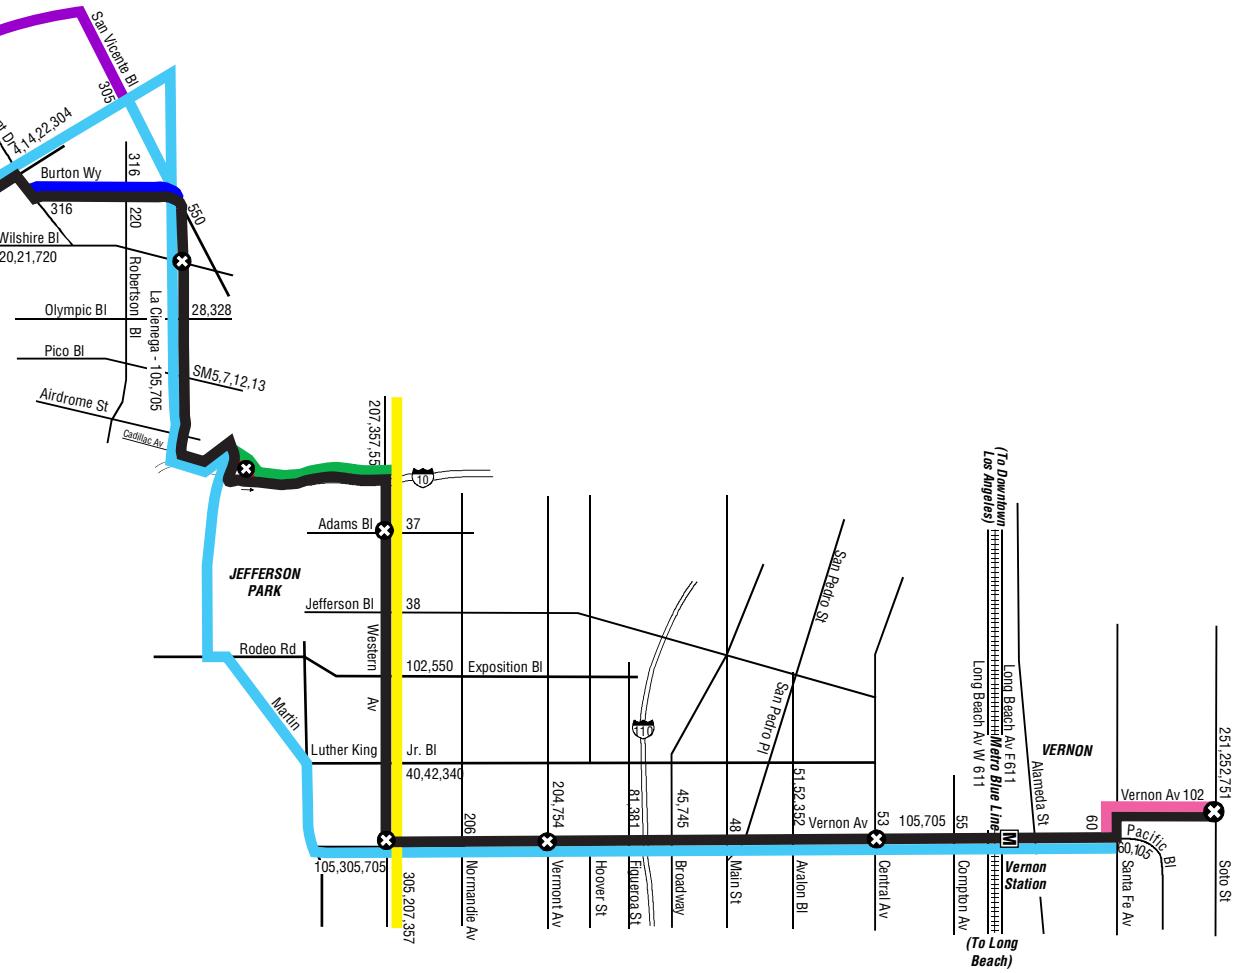 San Vicente Bl
305
4,14,22,304
Burton Wy
316
316
220
550
Wilshire Bl
20,21,720
Robertson Bl
La Cienega - 105,705
Olympic Bl
28,328
Pico Bl
SM5,7,12,13
Airdrome St
Cadillac Av
207,357,55
10
Adams Bl
37
JEFFERSON
PARK
Jefferson Bl
38
Western Av
Rodeo Rd
102,550
Exposition Bl
Martin
Luther King
Jr. Bl
40,42,340
110
San Pedro St
San Pedro Pl
(To Downtown
Los Angeles)
Long Beach Av W 611
Long Beach Av E611
Metro Blue Line
VERNON
Alameda St
251,252,751
Vernon Av 102
206
204,754
81,381
45,745
48
51,52,352
Vernon Av
53
105,705
55
60
M
Pacific Bl
60,105
105,305,705
305,207,357
Normandie Av
Vermont Av
Hoover St
Figueroa St
Broadway
Main St
Avalon Bl
Central Av
Compton Av
Vernon
Station
Santa Fe Av
Soto St
(To Long
Beach)